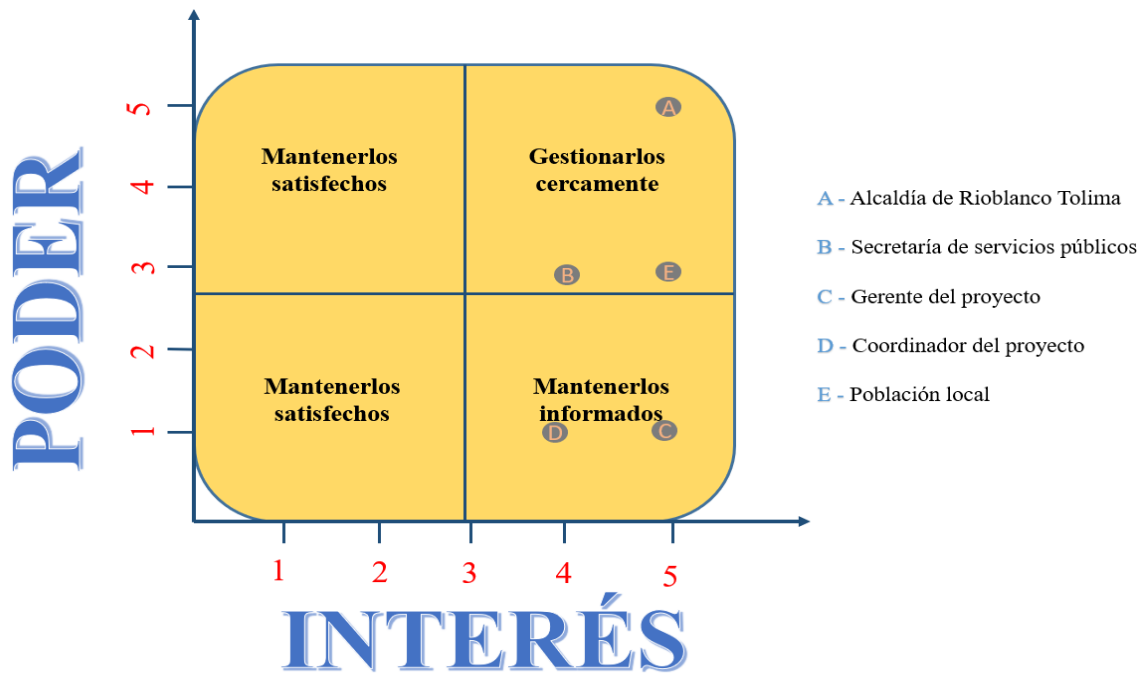 PODER
5
4
3
2
1
Mantenerlos
satisfechos
Gestionarlos
cercamente
A
B
E
Mantenerlos
satisfechos
Mantenerlos
informados
D
C
1
2
3
4
5
INTERÉS
A - Alcaldía de Rioblanco Tolima
B - Secretaría de servicios públicos
C - Gerente del proyecto
D - Coordinador del proyecto
E - Población local